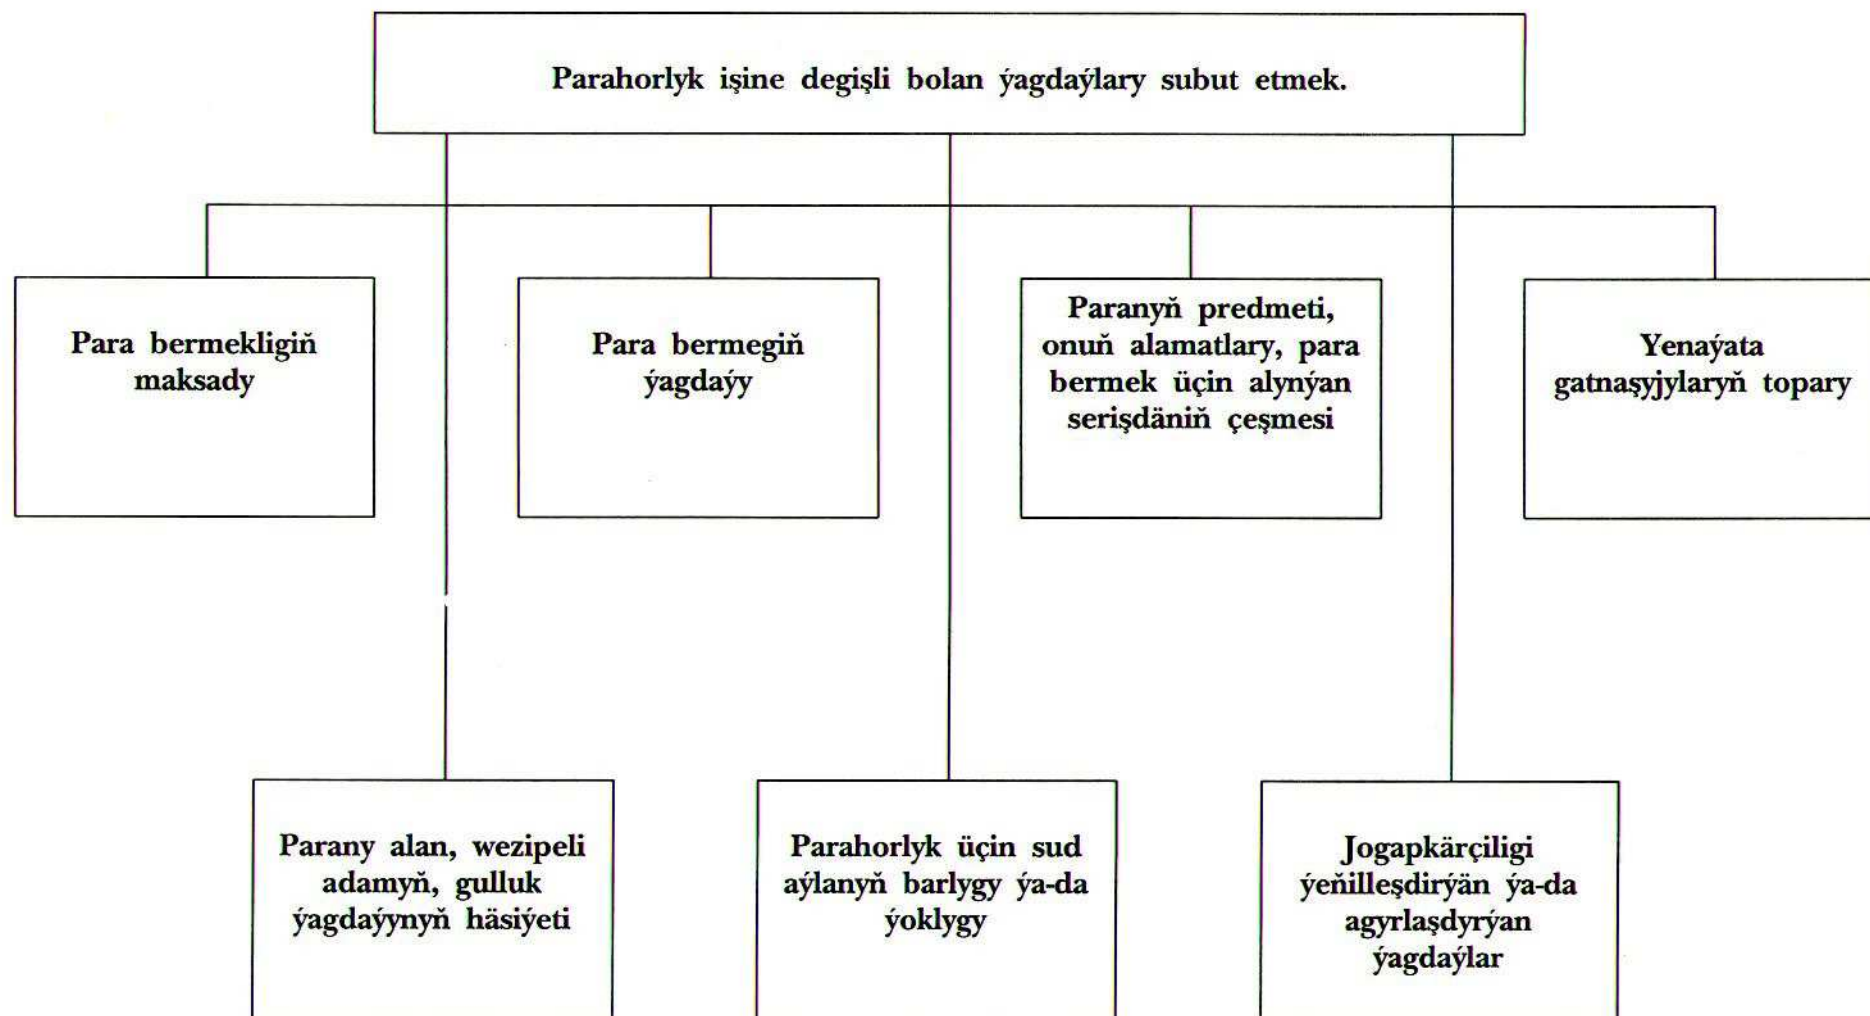 Parahorlyk işine degişli bolan ýagdaýlary subut etmek.
Para bermekligiň
maksady
Para bermegiň
ýagdaýy
Paranyň predmeti,
onuň alamatlary, para
bermek üçin alynýan
serişdäniň çeşmesi
Yenaýata
gatnaşyjylaryň topary
Parany alan, wezipeli
adamyň, gulluk
ýagdaýynyň häsiýeti
Parahorlyk üçin sud
aýlanyň barlygy ýa-da
ýoklygy
Jogapkärçiligi
ýeňilleşdirýän ýa-da
agyrlaşdyrýan
ýagdaýlar